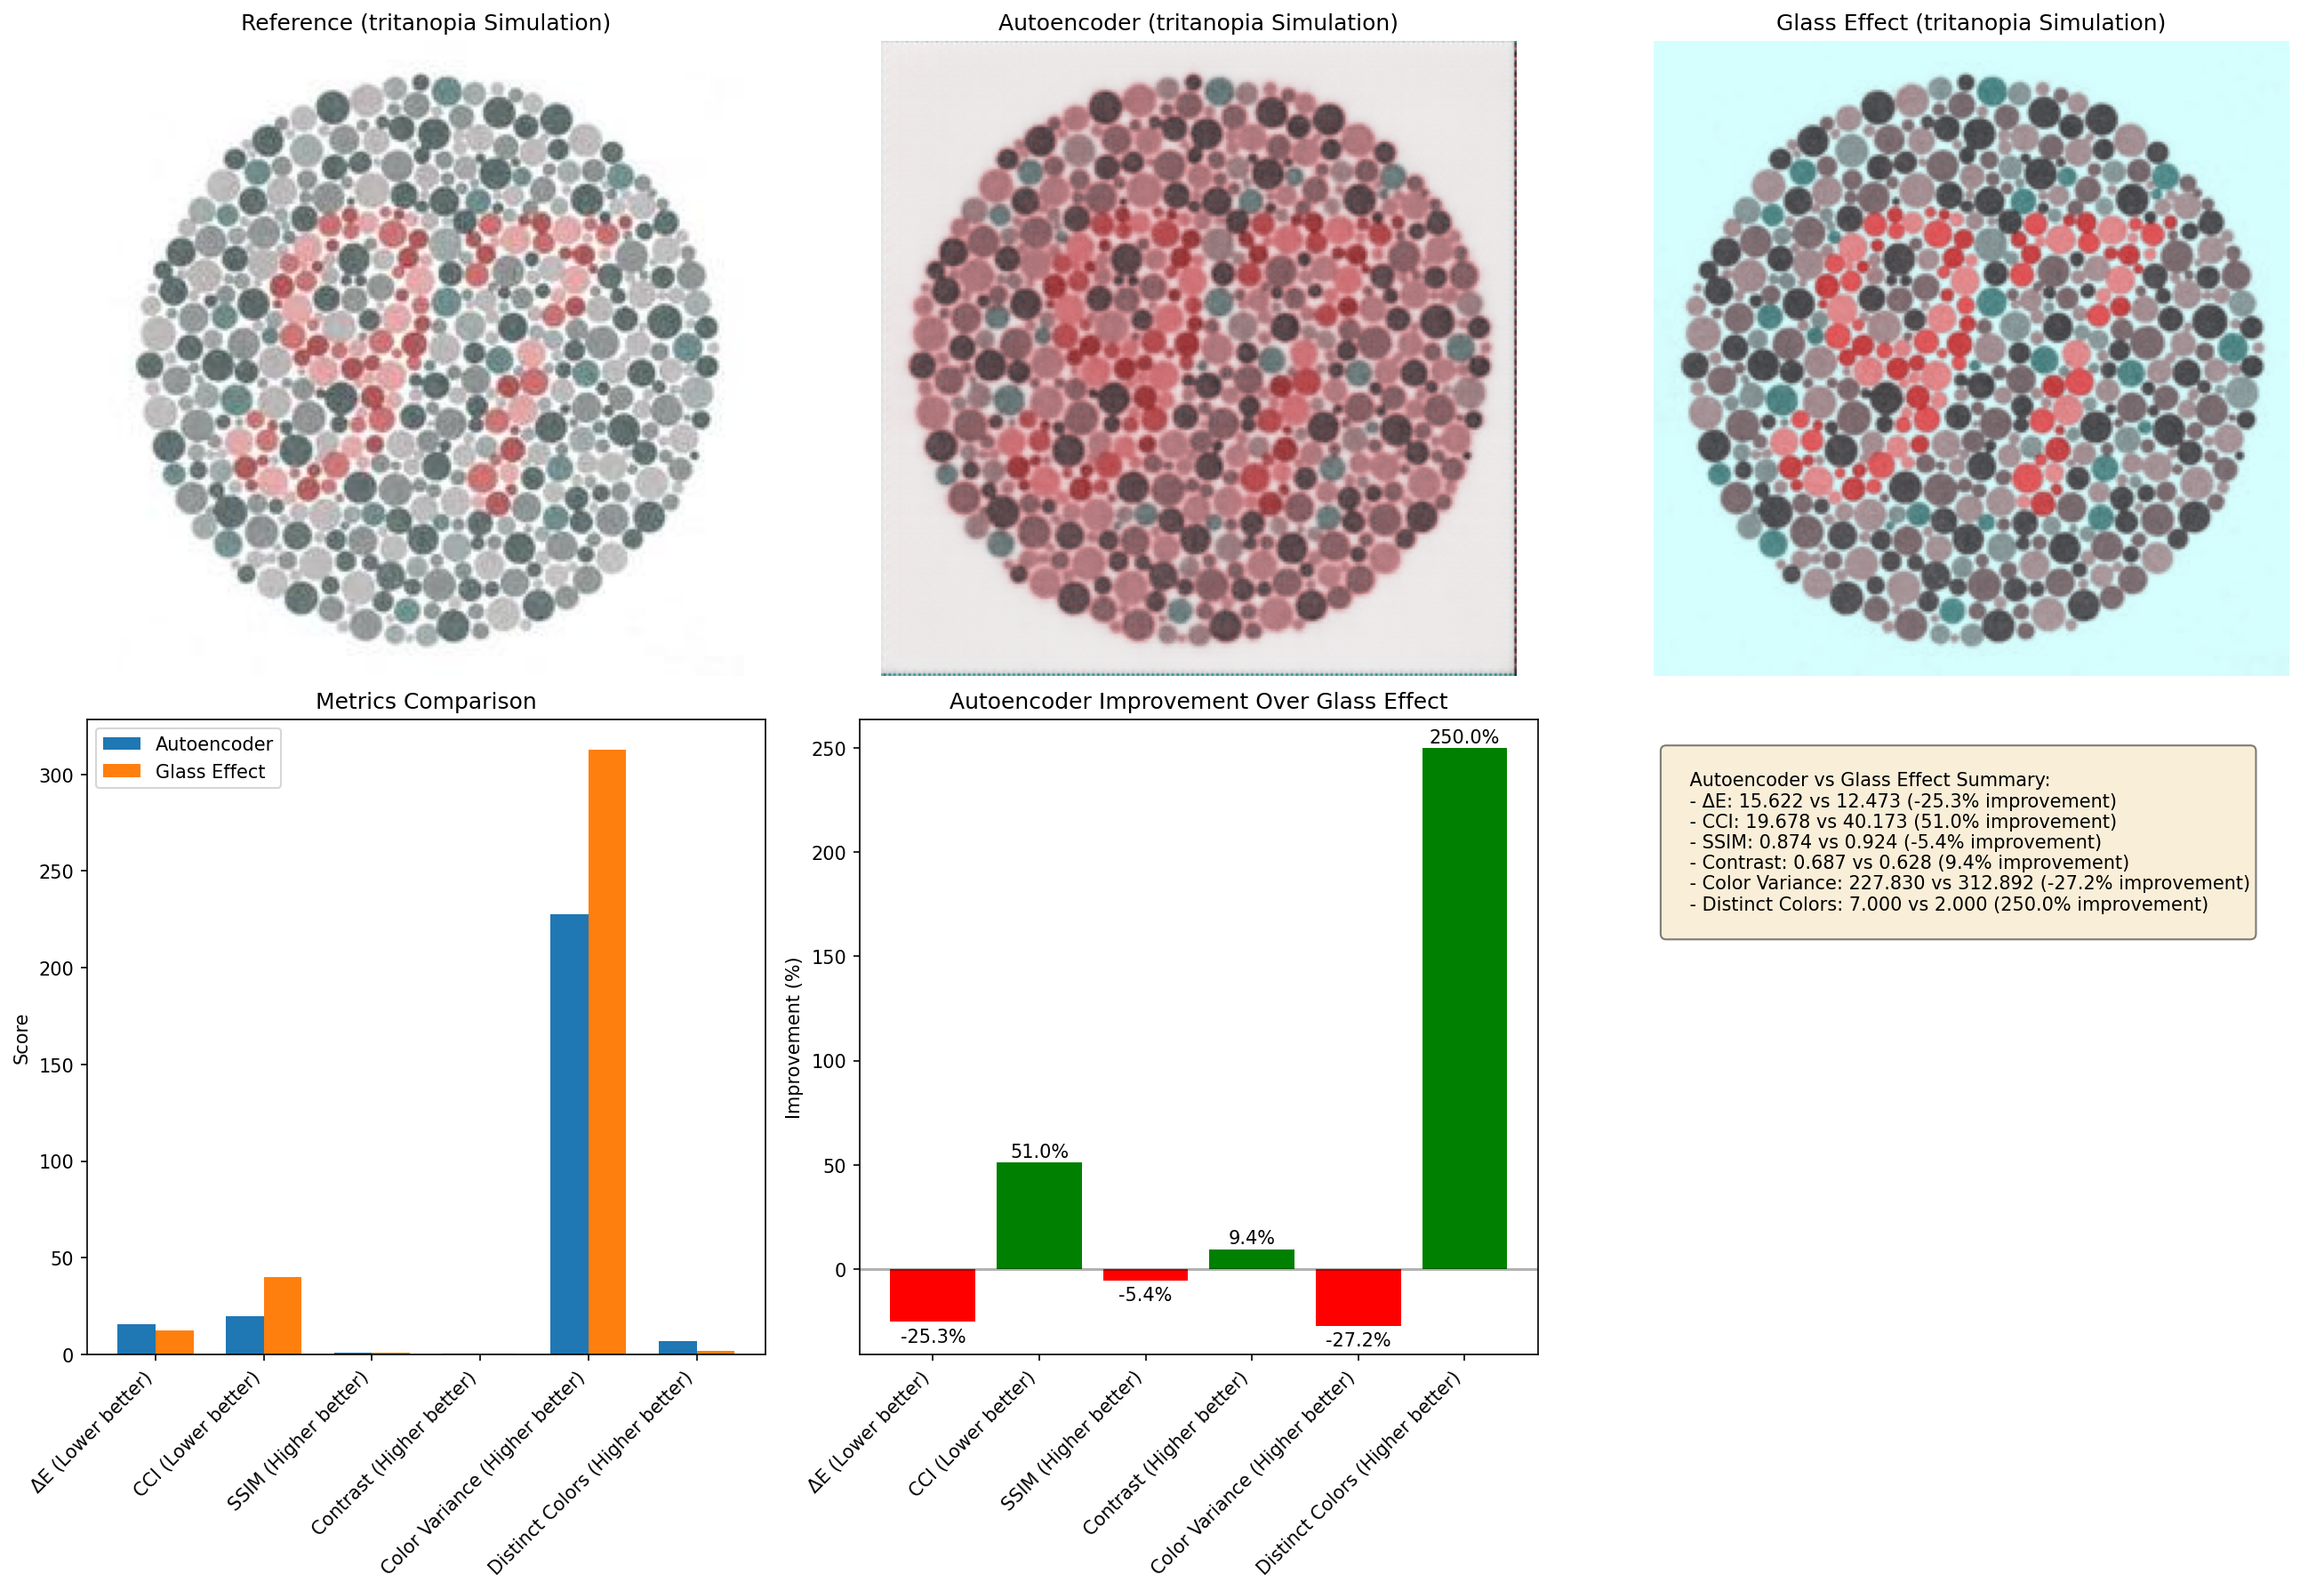 Reference (tritanopia Simulation)
Autoencoder (tritanopia Simulation)
Glass Effect (tritanopia Simulation)
Metrics Comparison
Autoencoder
Glass Effect
Score
300
250
200
150
100
50
0
ΔE (Lower better)
CCI (Lower better)
SSIM (Higher better)
Contrast (Higher better)
Color Variance (Higher better)
Distinct Colors (Higher better)
Autoencoder Improvement Over Glass Effect
Improvement (%)
250
200
150
100
50
0
-25.3%
51.0%
-5.4%
9.4%
-27.2%
250.0%
ΔE (Lower better)
CCI (Lower better)
SSIM (Higher better)
Contrast (Higher better)
Color Variance (Higher better)
Distinct Colors (Higher better)
Autoencoder vs Glass Effect Summary:
- ΔE: 15.622 vs 12.473 (-25.3% improvement)
- CCI: 19.678 vs 40.173 (51.0% improvement)
- SSIM: 0.874 vs 0.924 (-5.4% improvement)
- Contrast: 0.687 vs 0.628 (9.4% improvement)
- Color Variance: 227.830 vs 312.892 (-27.2% improvement)
- Distinct Colors: 7.000 vs 2.000 (250.0% improvement)